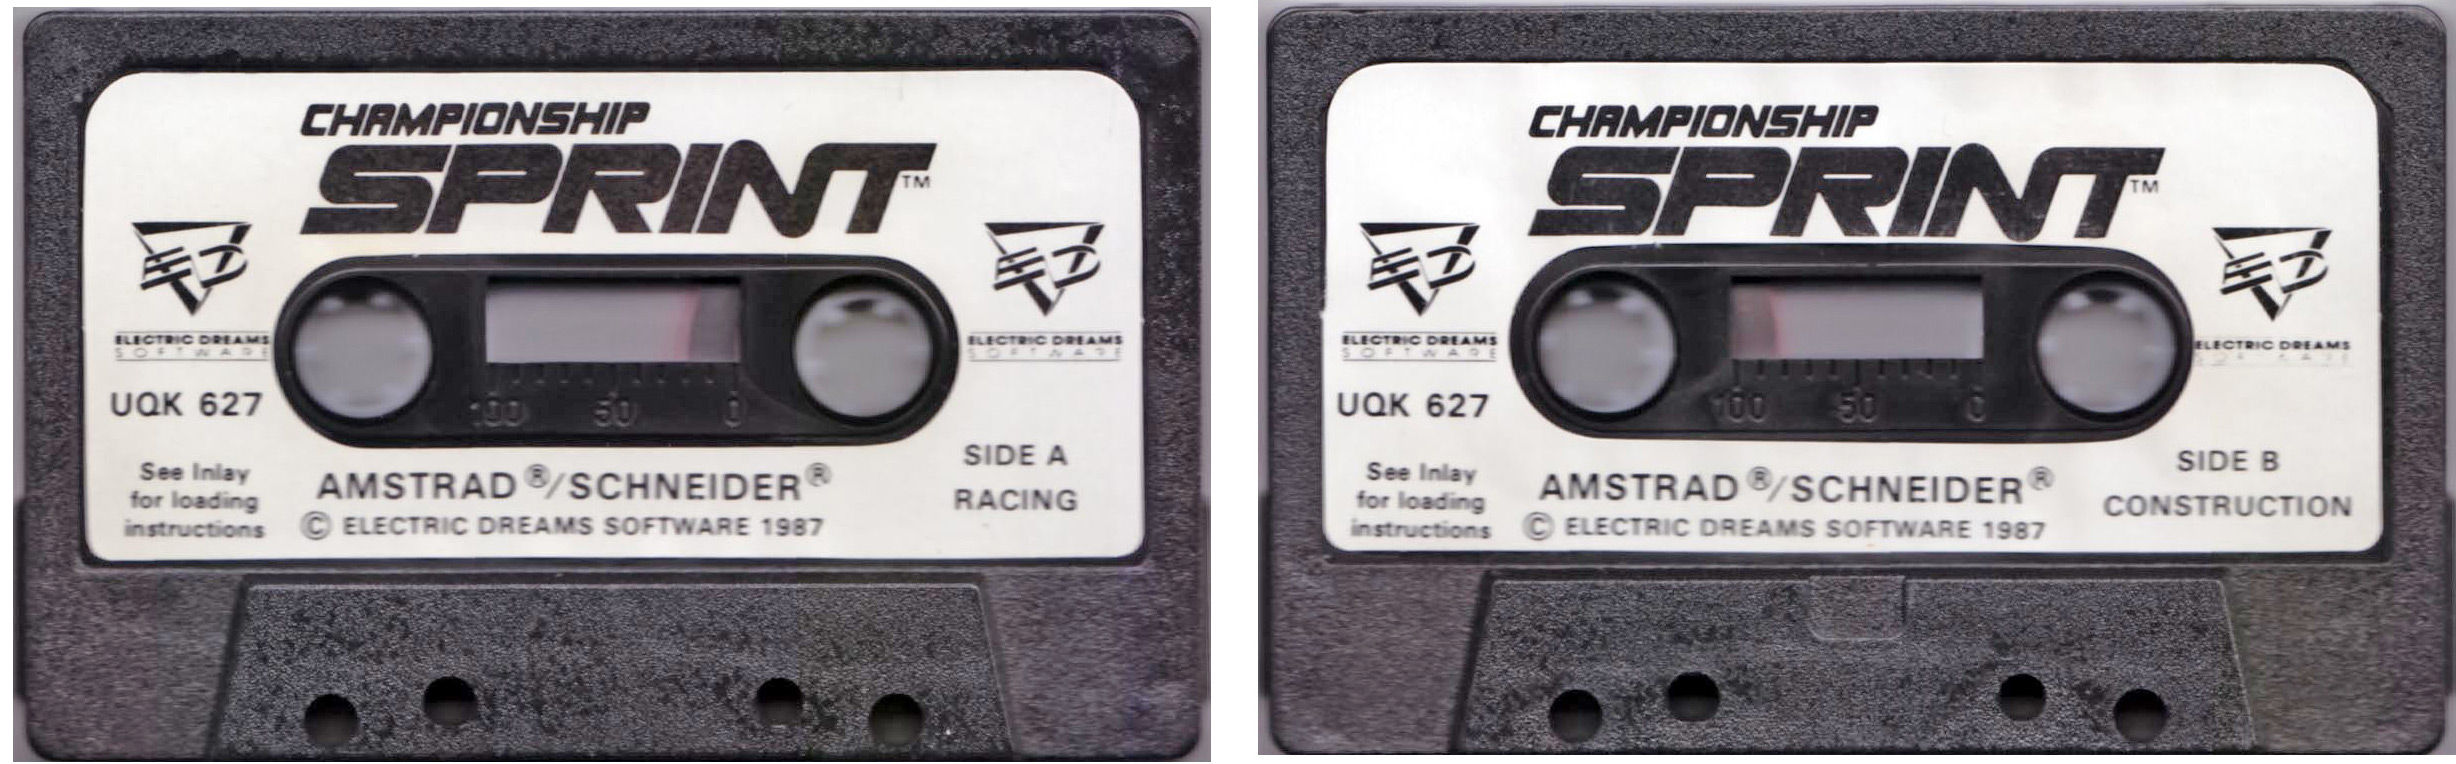 CHAMPIONSHIP
SPRINT™
ELECTRIC DREAMS
SOFTWARE
ELECTRIC DREAMS
SOFTWARE
UQK 627
100 50 0
SIDE A
RACING
See Inlay
for loading
instructions
AMSTRAD®/SCHNEIDER®
© ELECTRIC DREAMS SOFTWARE 1987
CHAMPIONSHIP
SPRINT™
ELECTRIC DREAMS
SOFTWARE
ELECTRIC DREAMS
SOFTWARE
UQK 627
100 50 0
SIDE B
CONSTRUCTION
See Inlay
for loading
instructions
AMSTRAD®/SCHNEIDER®
© ELECTRIC DREAMS SOFTWARE 1987